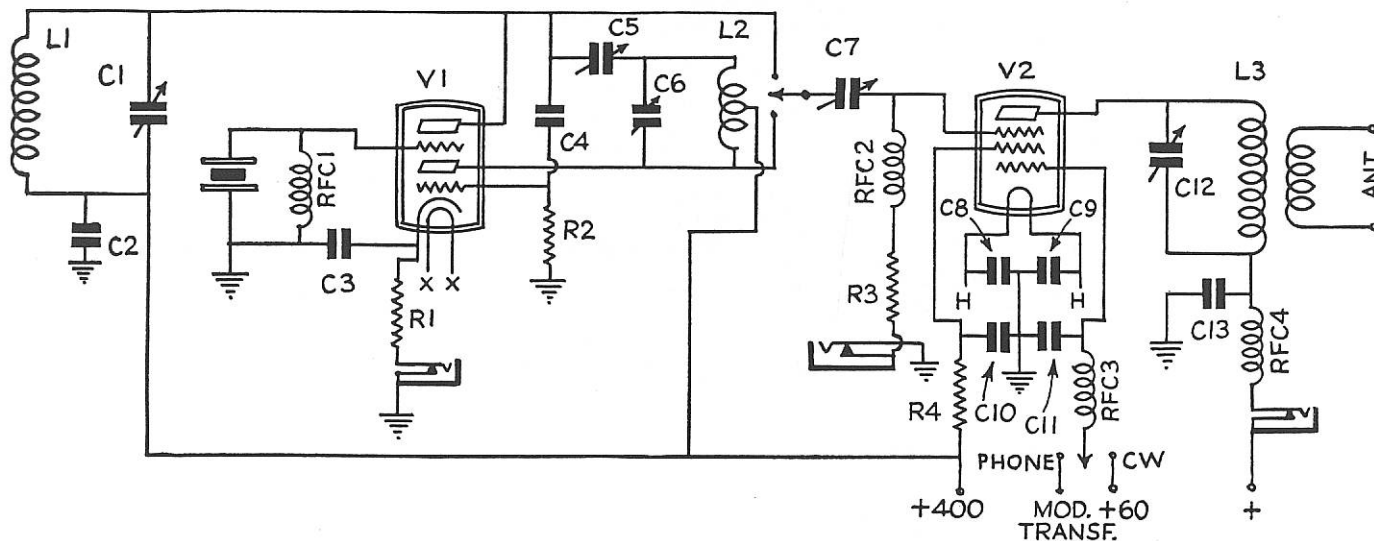 L1
C1
V1
C5
L2
C7
V2
L3
C6
C4
RFC1
RFC2
C12
ANT.
C2
C3
R2
C8
C9
X X
R1
R3
H
H
C13
RFC4
R4
C10
C11
RFC3
PHONE
CW
+400
MOD.
+60
+
TRANSF.